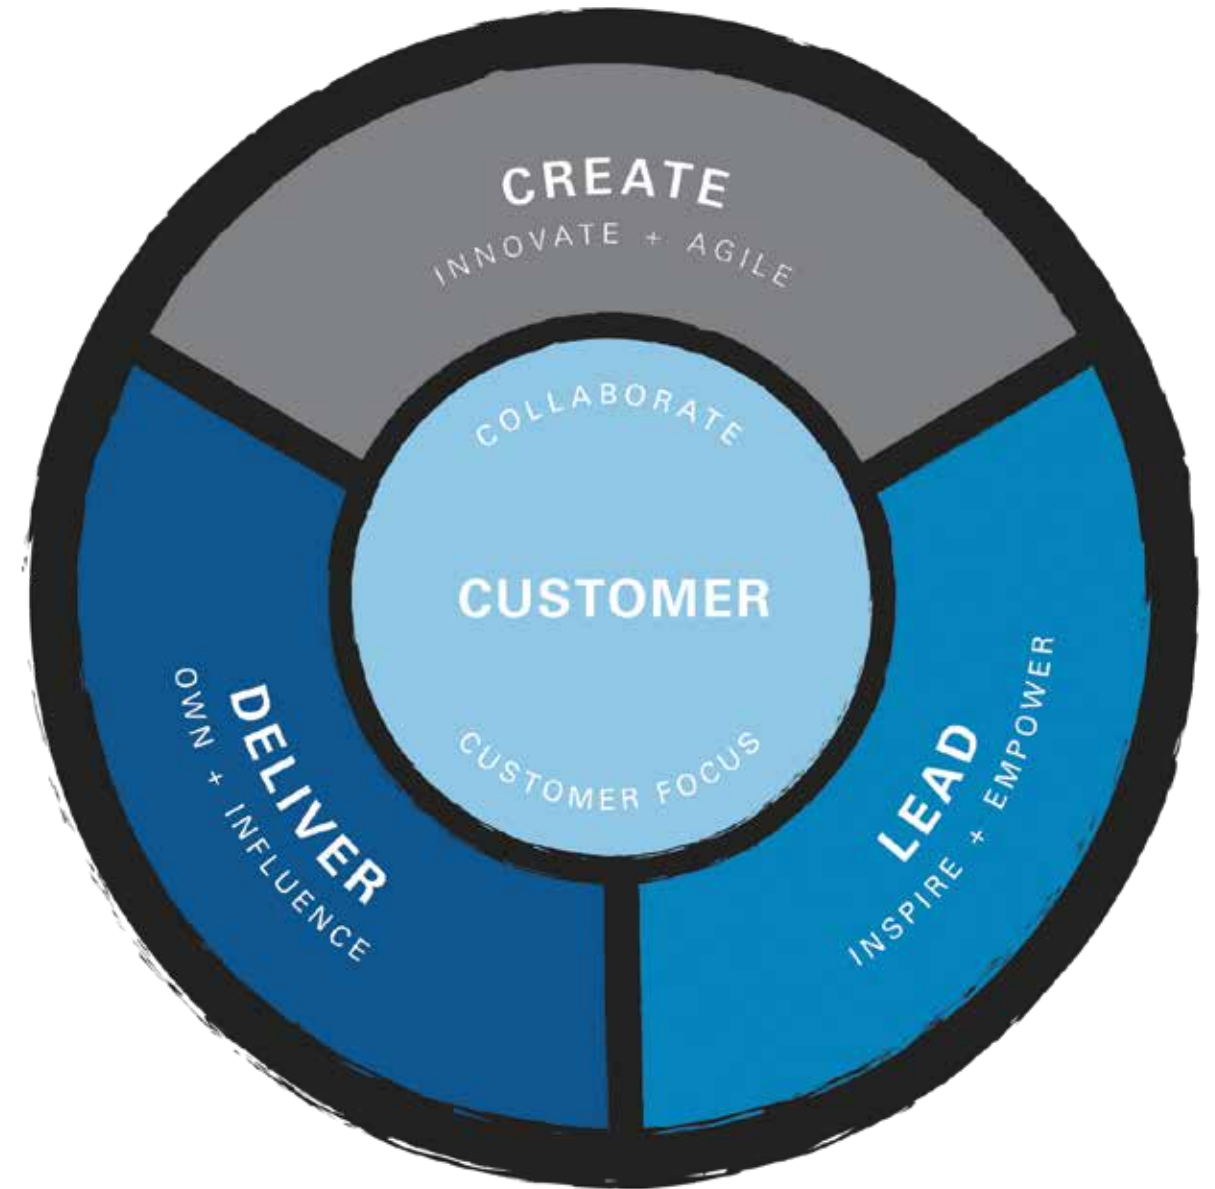 CREATE
INNOVATE + AGILE
COLLABORATE
CUSTOMER
CUSTOMER FOCUS
DELIVER
OWN + INFLUENCE
LEAD
INSPIRE + EMPOWER